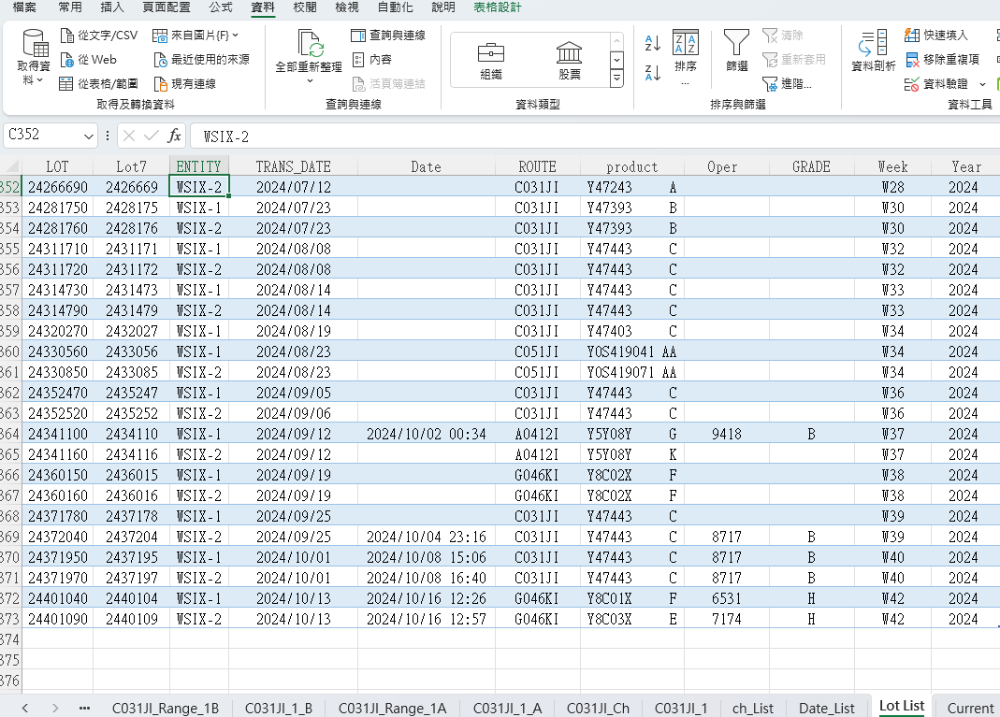 檔案 常用 插入 頁面配置 公式 資料 校閱 檢視 自動化 說明 表格設計
取得資料 從文字/CSV 來自圖片{F}
從 Web 最近使用的來源
從表格/範圍 現有連線
取得及轉換資料
全部重新整理 查詢與連線
內容
活頁簿連結
查詢與連線
組織 股票
資料類型
排序... 篩選 清除
重新套用
進階...
排序與篩選
資料剖析 快速填入
移除重複項
資料驗證
資料工具
C352 fx WSIX-2
LOT Lot7 ENTITY TRANS_DATE Date ROUTE product Oper GRADE Week Year
352 24266690 2426669 WSIX-2 2024/07/12 C031JI Y47243 A W28 2024
353 24281750 2428175 WSIX-1 2024/07/23 C031JI Y47393 B W30 2024
354 24281760 2428176 WSIX-2 2024/07/23 C031JI Y47393 B W30 2024
355 24311710 2431171 WSIX-1 2024/08/08 C031JI Y47443 C W32 2024
356 24311720 2431172 WSIX-2 2024/08/08 C031JI Y47443 C W32 2024
357 24314730 2431473 WSIX-1 2024/08/14 C031JI Y47443 C W33 2024
358 24314790 2431479 WSIX-2 2024/08/14 C031JI Y47443 C W33 2024
359 24320270 2432027 WSIX-1 2024/08/19 C031JI Y47403 C W34 2024
360 24330560 2433056 WSIX-1 2024/08/23 C051JI Y0S419041 AA W34 2024
361 24330850 2433085 WSIX-2 2024/08/23 C051JI Y0S419071 AA W34 2024
362 24352470 2435247 WSIX-1 2024/09/05 C031JI Y47443 C W36 2024
363 24352520 2435252 WSIX-2 2024/09/06 C031JI Y47443 C W36 2024
364 24341100 2434110 WSIX-1 2024/09/12 2024/10/02 00:34 A0412I Y5Y08Y G 9418 B W37 2024
365 24341160 2434116 WSIX-2 2024/09/12 A0412I Y5Y08Y K W37 2024
366 24360150 2436015 WSIX-1 2024/09/19 G046KI Y8C02X F W38 2024
367 24360160 2436016 WSIX-2 2024/09/19 G046KI Y8C02X F W38 2024
368 24371780 2437178 WSIX-1 2024/09/25 C031JI Y47443 C W39 2024
369 24372040 2437204 WSIX-2 2024/09/25 2024/10/04 23:16 C031JI Y47443 C 8717 B W39 2024
370 24371950 2437195 WSIX-1 2024/10/01 2024/10/08 15:06 C031JI Y47443 C 8717 B W40 2024
371 24371970 2437197 WSIX-2 2024/10/01 2024/10/08 16:40 C031JI Y47443 C 8717 B W40 2024
372 24401040 2440104 WSIX-1 2024/10/13 2024/10/16 12:26 G046KI Y8C01X F 6531 H W42 2024
373 24401090 2440109 WSIX-2 2024/10/13 2024/10/16 12:57 G046KI Y8C03X E 7174 H W42 2024
374
375
376
... C031JI_Range_1B C031JI_1_B C031JI_Range_1A C031JI_1_A C031JI_Ch C031JI_1 ch_List Date_List Lot List Current